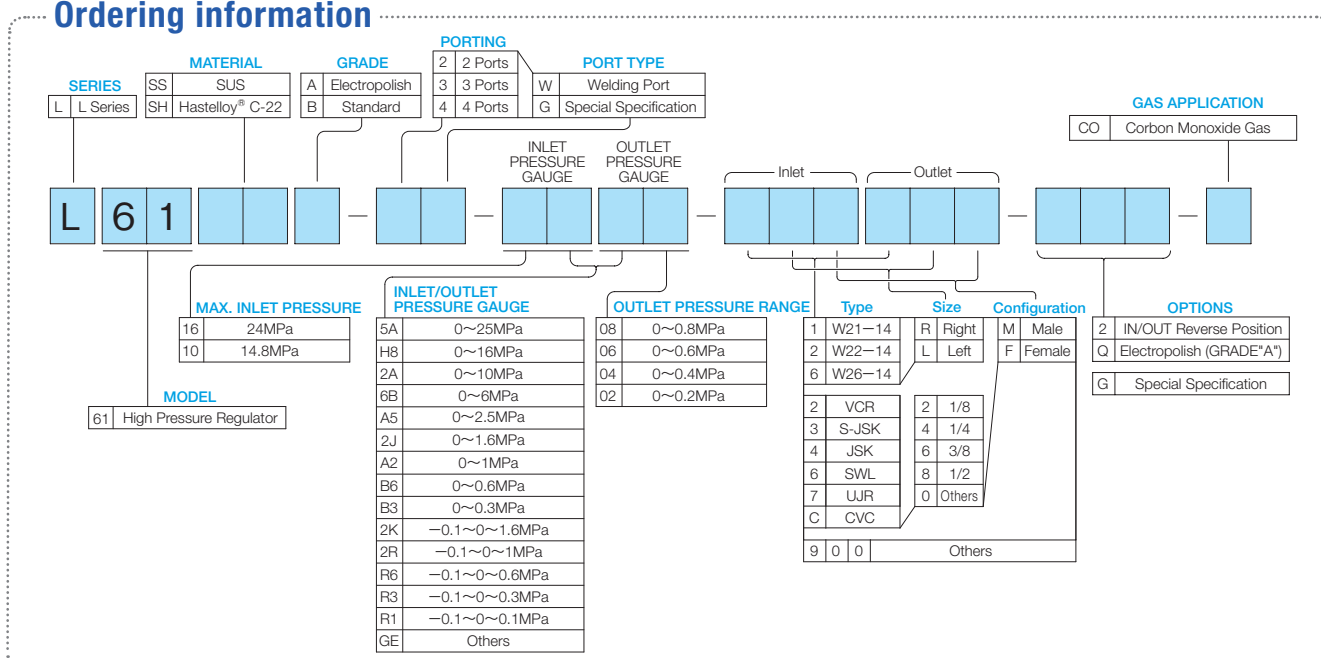 Ordering information
SERIES
L L Series
MATERIAL
SS SUS
SH Hastelloy® C-22
GRADE
A Electropolish
B Standard
PORTING
2 2 Ports
3 3 Ports
4 4 Ports
PORT TYPE
W Welding Port
G Special Specification
GAS APPLICATION
CO Corbon Monoxide Gas
INLET
PRESSURE
GAUGE
OUTLET
PRESSURE
GAUGE
Inlet
Outlet
L 6 1
MAX. INLET PRESSURE
16 24MPa
10 14.8MPa
MODEL
61 High Pressure Regulator
INLET/OUTLET
PRESSURE GAUGE
5A 0〜25MPa
H8 0〜16MPa
2A 0〜10MPa
6B 0〜6MPa
A5 0〜2.5MPa
2J 0〜1.6MPa
A2 0〜1MPa
B6 0〜0.6MPa
B3 0〜0.3MPa
2K −0.1〜0〜1.6MPa
2R −0.1〜0〜1MPa
R6 −0.1〜0〜0.6MPa
R3 −0.1〜0〜0.3MPa
R1 −0.1〜0〜0.1MPa
GE Others
OUTLET PRESSURE RANGE
08 0〜0.8MPa
06 0〜0.6MPa
04 0〜0.4MPa
02 0〜0.2MPa
Type Size Configuration
1 W21−14 R Right M Male
2 W22−14 L Left F Female
6 W26−14
2 VCR 2 1/8
3 S-JSK 4 1/4
4 JSK 6 3/8
6 SWL 8 1/2
7 UJR 0 Others
C CVC
9 0 0 Others
OPTIONS
2 IN/OUT Reverse Position
Q Electropolish (GRADE"A")
G Special Specification